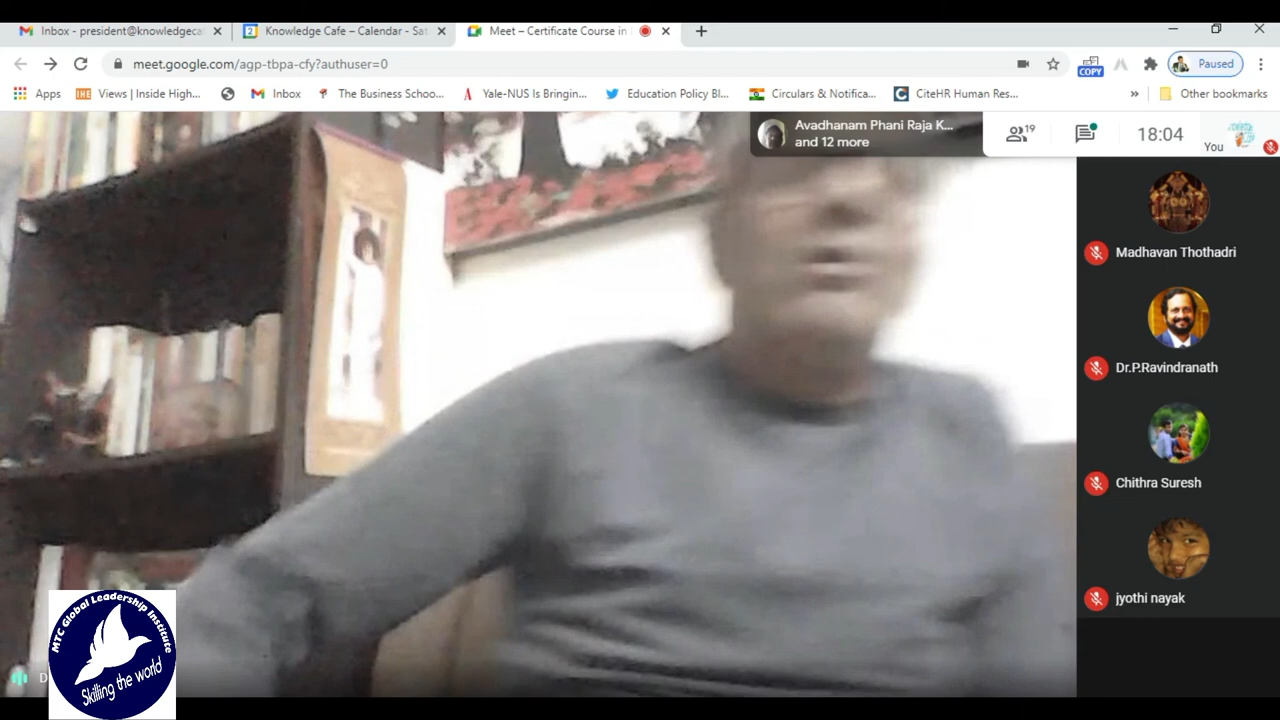 Inbox - president@knowledgeca
Knowledge Cafe – Calendar - Sat
Meet – Certificate Course in
meet.google.com/agp-tbpa-cfy?authuser=0
COPY
Paused
Apps
Views | Inside High...
Inbox
The Business Schoo...
Yale-NUS Is Bringin...
Education Policy Bl...
Circulars & Notifica...
CiteHR Human Res...
»
Other bookmarks
Avadhanam Phani Raja K...
and 12 more
19
18:04
You
Madhavan Thothadri
Dr.P.Ravindranath
Chithra Suresh
jyothi nayak
D
MTC Global Leadership Institute
Skilling the world